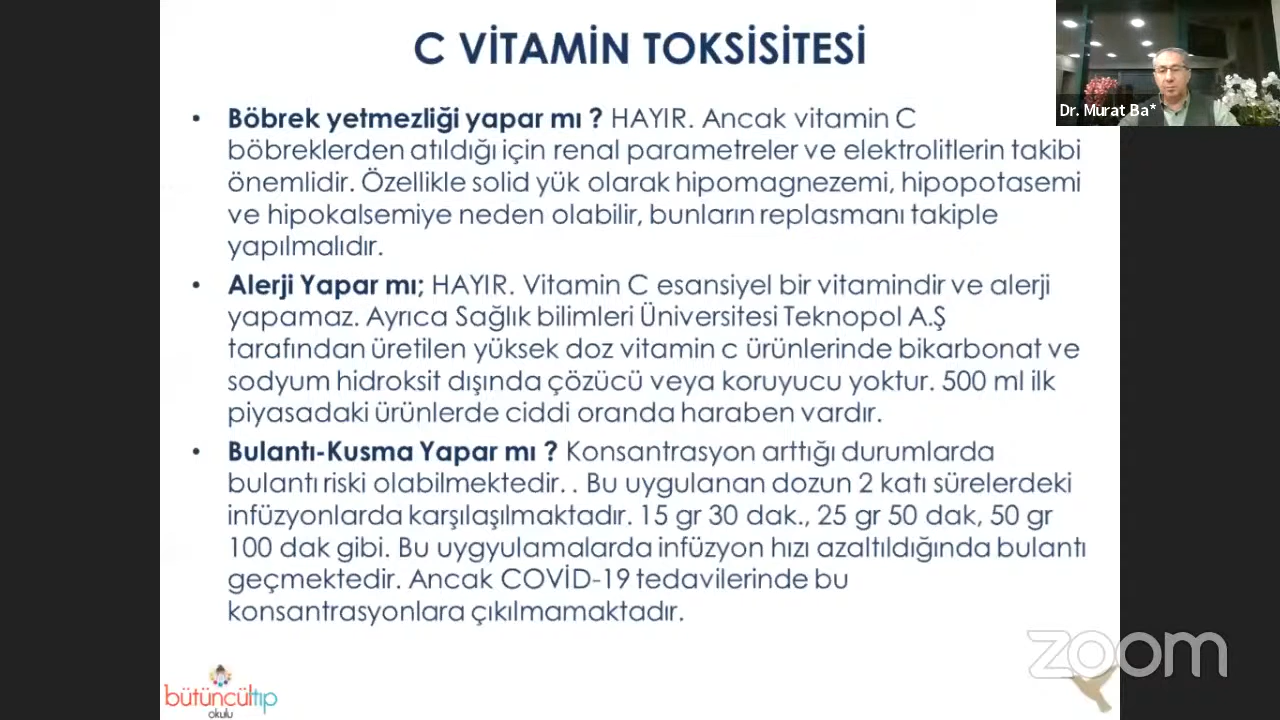 C VİTAMİN TOKSİSİTESİ
Dr. Murat Ba*
• Böbrek yetmezliği yapar mı ? HAYIR. Ancak vitamin C
böbreklerden atıldığı için renal parametreler ve elektrolitlerin takibi
önemlidir. Özellikle solid yük olarak hipomagnezemi, hipopotasemi
ve hipokalsemiye neden olabilir, bunların replasmanı takiple
yapılmalıdır.
• Alerji Yapar mı; HAYIR. Vitamin C esansiyel bir vitamindir ve alerji
yapamaz. Ayrıca Sağlık bilimleri Üniversitesi Teknopol A.Ş
tarafından üretilen yüksek doz vitamin c ürünlerinde bikarbonat ve
sodyum hidroksit dışında çözücü veya koruyucu yoktur. 500 ml ilk
piyasadaki ürünlerde ciddi oranda haraben vardır.
• Bulantı-Kusma Yapar mı ? Konsantrasyon arttığı durumlarda
bulantı riski olabilmektedir. . Bu uygulanan dozun 2 katı sürelerdeki
infüzyonlarda karşılaşılmaktadır. 15 gr 30 dak., 25 gr 50 dak, 50 gr
100 dak gibi. Bu uygyulamalarda infüzyon hızı azaltıldığında bulantı
geçmektedir. Ancak COVİD-19 tedavilerinde bu
konsantrasyonlara çıkılmamaktadır.
zoom
bütüncültıp
okulu